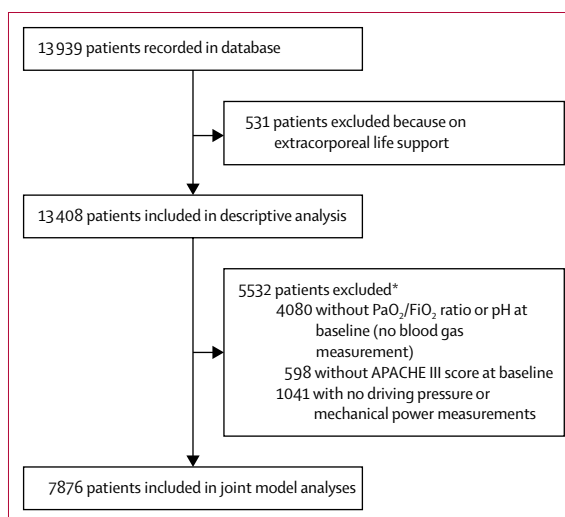 13 939 patients recorded in database
531 patients excluded because on
extracorporeal life support
13 408 patients included in descriptive analysis
5532 patients excluded*
4080 without PaO₂/FiO₂ ratio or pH at
baseline (no blood gas
measurement)
598 without APACHE III score at baseline
1041 with no driving pressure or
mechanical power measurements
7876 patients included in joint model analyses